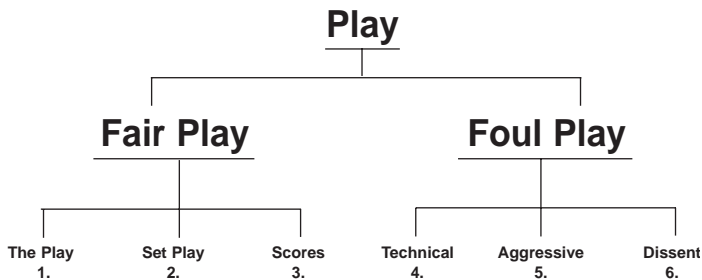 Play
Fair Play Foul Play
The Play Set Play Scores Technical Aggressive Dissent
1. 2. 3. 4. 5. 6.